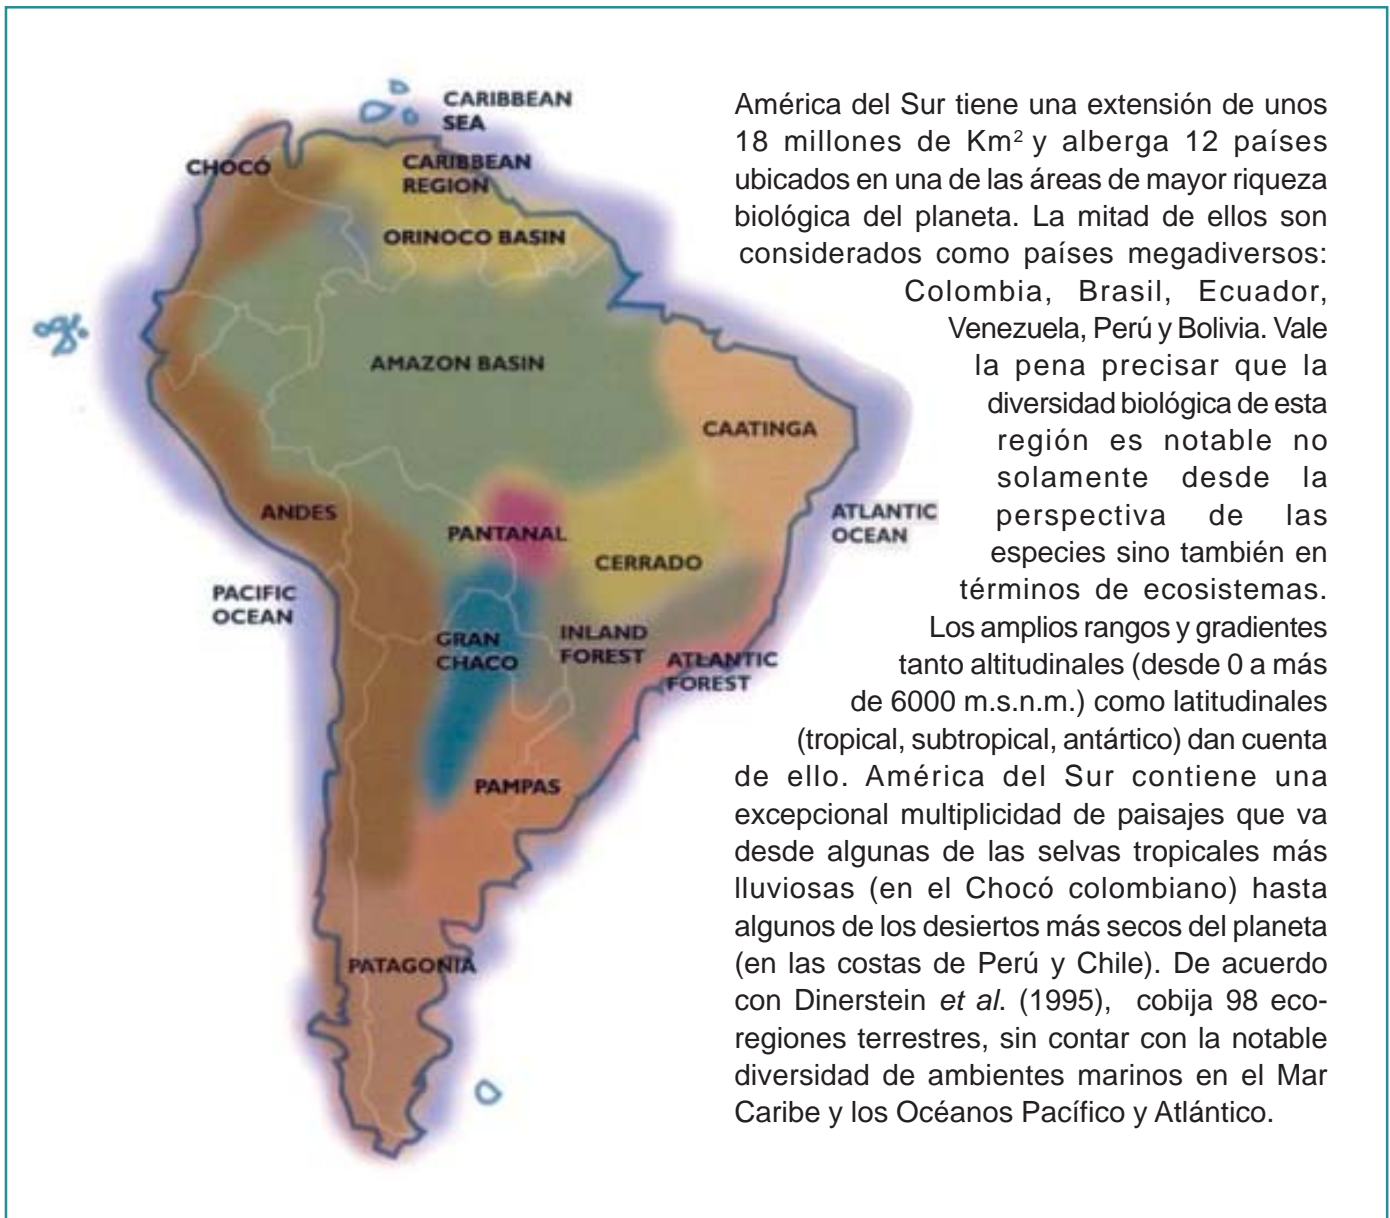 CARIBBEAN
SEA
CHOCÓ
CARIBBEAN
REGION
ORINOCO BASIN
AMAZON BASIN
CAATINGA
ANDES
PANTANAL
ATLANTIC
OCEAN
CERRADO
PACIFIC
OCEAN
GRAN
CHACO
INLAND
FOREST
ATLANTIC
FOREST
PAMPAS
PATAGONIA
América del Sur tiene una extensión de unos
18 millones de Km² y alberga 12 países
ubicados en una de las áreas de mayor riqueza
biológica del planeta. La mitad de ellos son
considerados como países megadiversos:
Colombia, Brasil, Ecuador,
Venezuela, Perú y Bolivia. Vale
la pena precisar que la
diversidad biológica de esta
región es notable no
solamente desde la
perspectiva de las
especies sino también en
términos de ecosistemas.
Los amplios rangos y gradientes
tanto altitudinales (desde 0 a más
de 6000 m.s.n.m.) como latitudinales
(tropical, subtropical, antártico) dan cuenta
de ello. América del Sur contiene una
excepcional multiplicidad de paisajes que va
desde algunas de las selvas tropicales más
lluviosas (en el Chocó colombiano) hasta
algunos de los desiertos más secos del planeta
(en las costas de Perú y Chile). De acuerdo
con Dinerstein et al. (1995), cobija 98 eco-
regiones terrestres, sin contar con la notable
diversidad de ambientes marinos en el Mar
Caribe y los Océanos Pacífico y Atlántico.